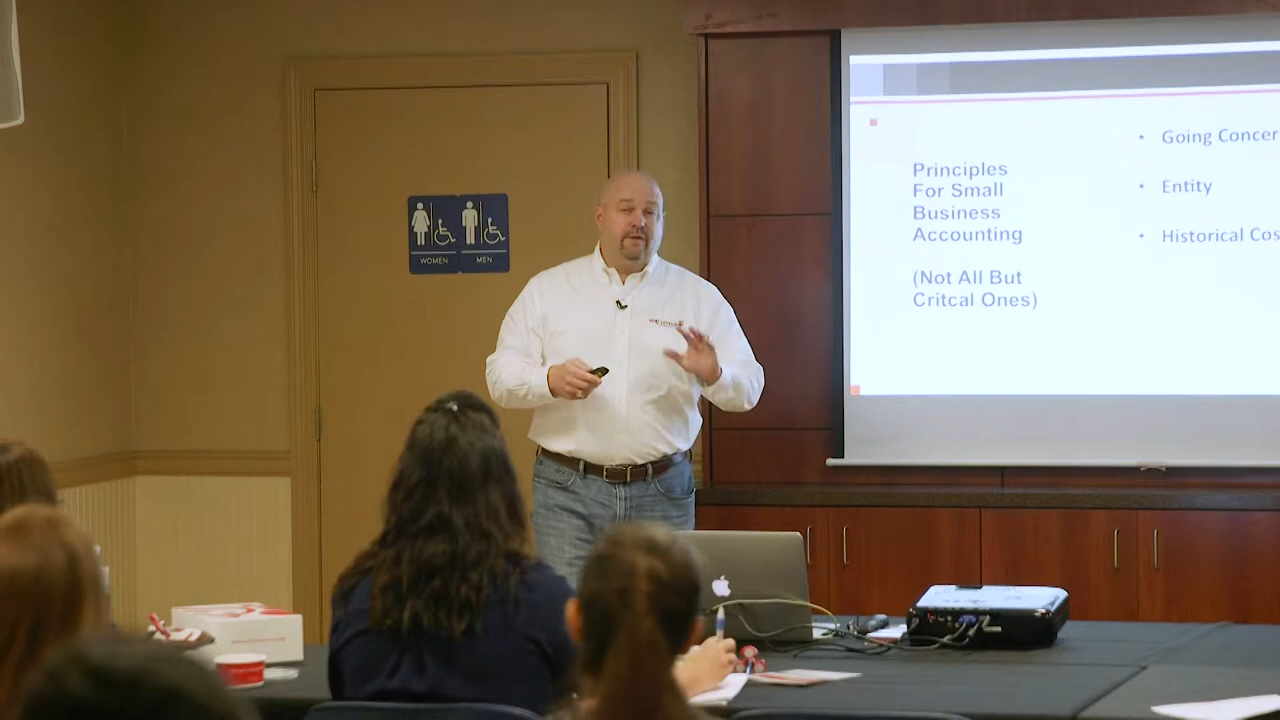 WOMEN
MEN
Principles
For Small
Business
Accounting
(Not All But
Critcal Ones)
• Going Concer
• Entity
• Historical Cos